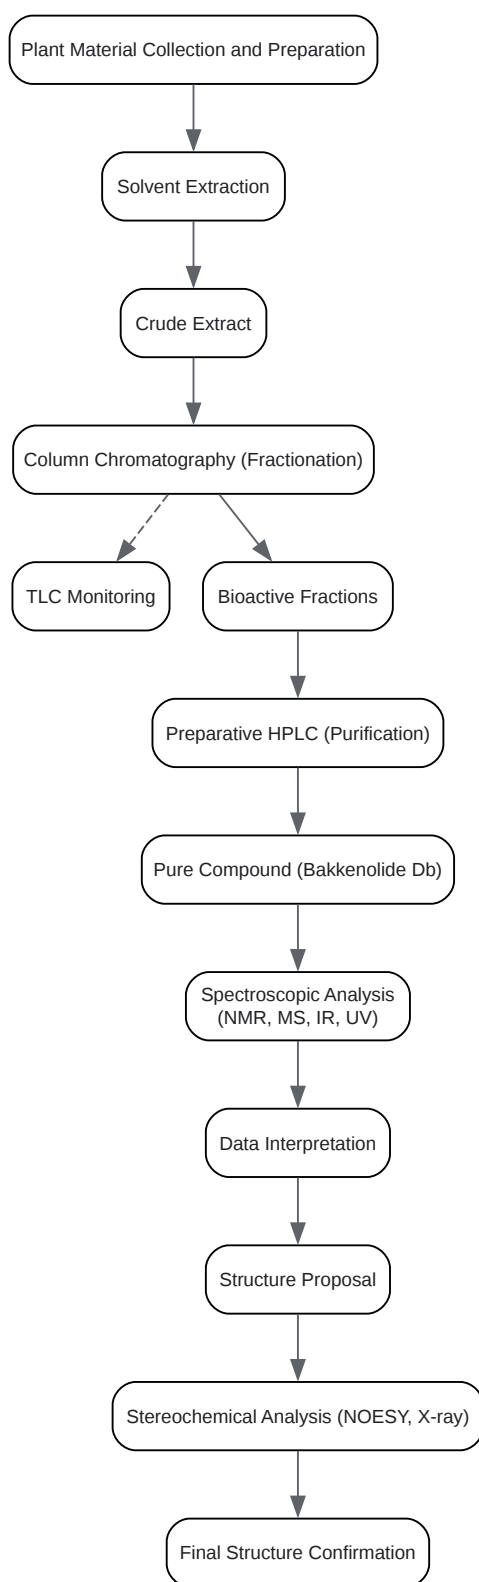 Plant Material Collection and Preparation
Solvent Extraction
Crude Extract
Column Chromatography (Fractionation)
TLC Monitoring
Bioactive Fractions
Preparative HPLC (Purification)
Pure Compound (Bakkenolide Db)
Spectroscopic Analysis
(NMR, MS, IR, UV)
Data Interpretation
Structure Proposal
Stereochemical Analysis (NOESY, X-ray)
Final Structure Confirmation